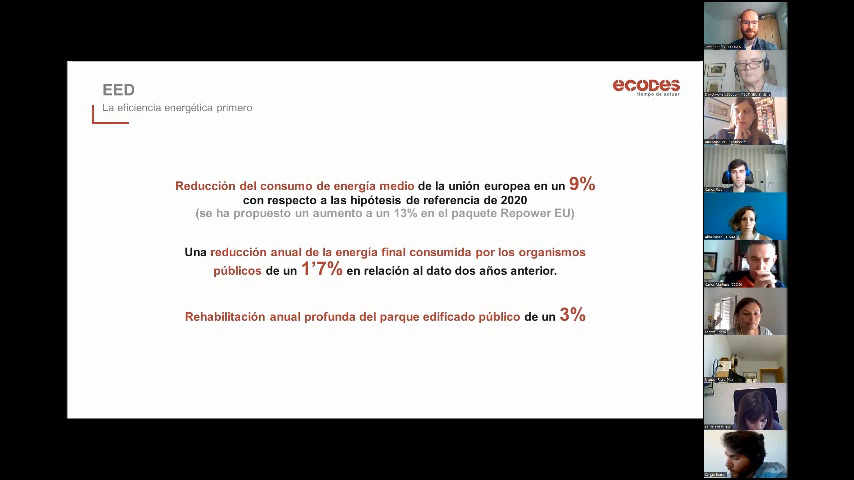 EED
La eficiencia energética primero
ecodes
tiempo de actuar
Reducción del consumo de energía medio de la unión europea en un 9%
con respecto a las hipótesis de referencia de 2020
(se ha propuesto un aumento a un 13% en el paquete Repower EU)
Una reducción anual de la energía final consumida por los organismos
públicos de un 1'7% en relación al dato dos años anterior.
Rehabilitación anual profunda del parque edificado público de un 3%